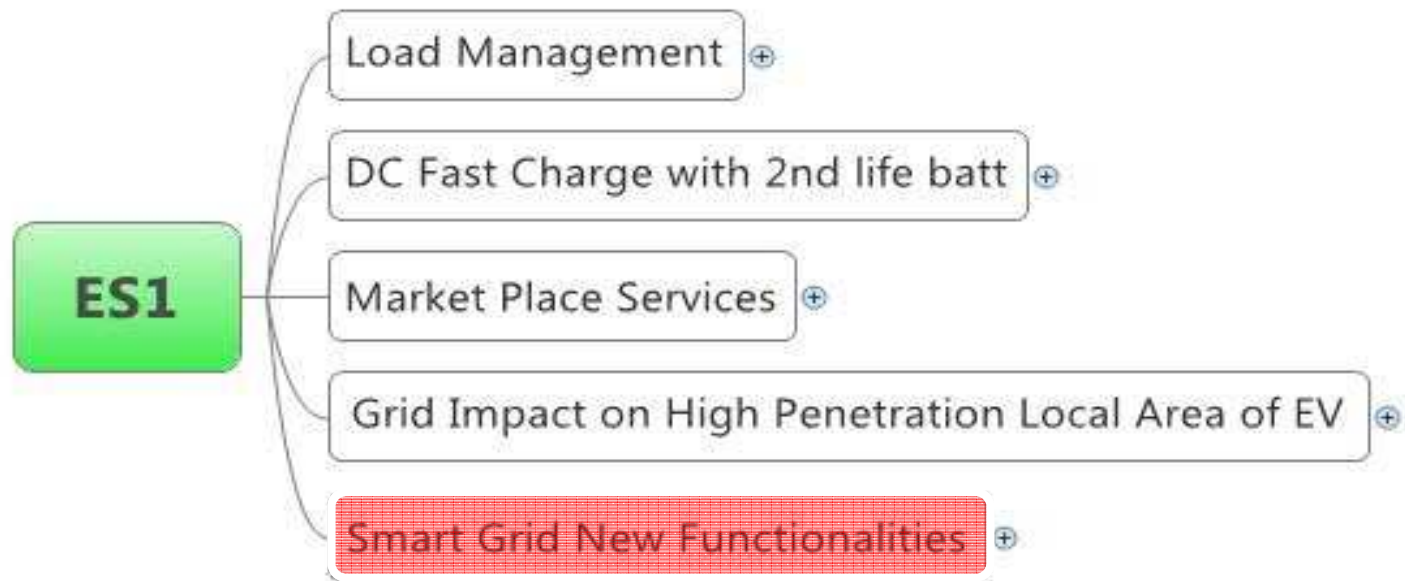 Load Management
DC Fast Charge with 2nd life batt
ES1
Market Place Services
Grid Impact on High Penetration Local Area of EV
Smart Grid New Functionalities